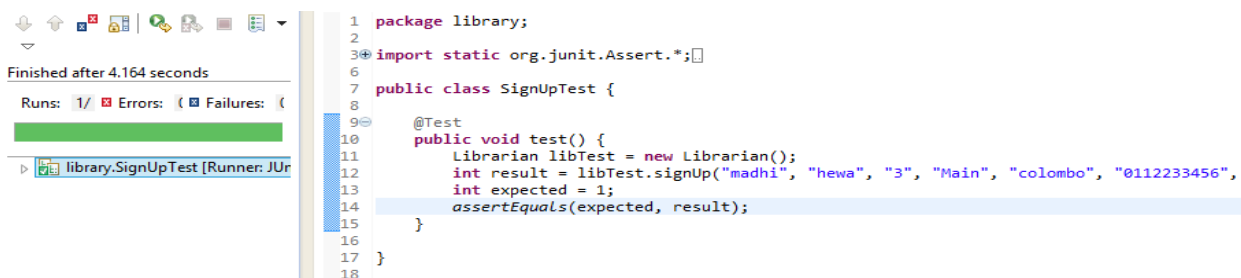 Finished after 4.164 seconds
Runs: 1/ Errors: ( Failures: (
library.SignUpTest [Runner: JUr
1 package library;
2
3 import static org.junit.Assert.*;
6
7 public class SignUpTest {
8
9 @Test
10 public void test() {
11 Librarian libTest = new Librarian();
12 int result = libTest.signUp("madhi", "hewa", "3", "Main", "colombo", "0112233456",
13 int expected = 1;
14 assertEquals(expected, result);
15 }
16
17 }
18